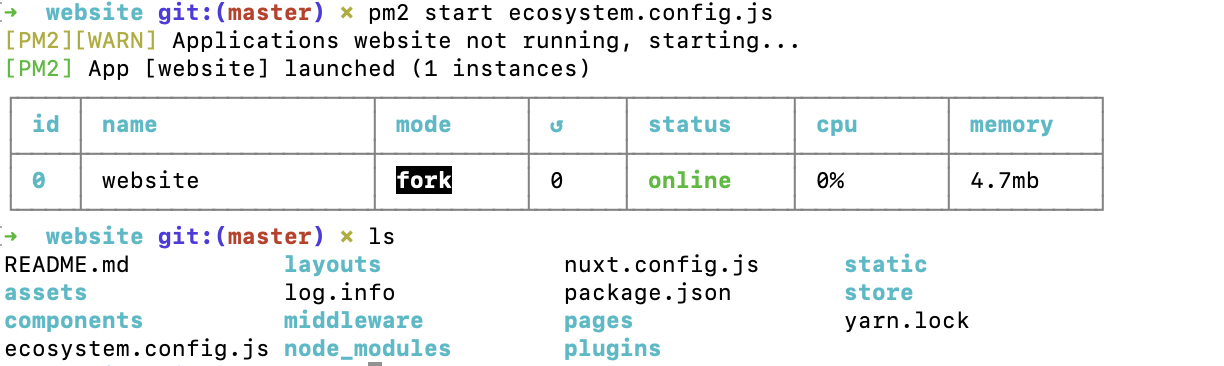 ➜ website git:(master) ✗ pm2 start ecosystem.config.js
[PM2][WARN] Applications website not running, starting...
[PM2] App [website] launched (1 instances)
id name mode ↺ status cpu memory
0 website fork 0 online 0% 4.7mb
➜ website git:(master) ✗ ls
README.md layouts nuxt.config.js static
assets log.info package.json store
components middleware pages yarn.lock
ecosystem.config.js node_modules plugins